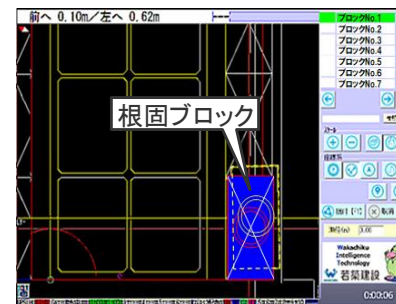 前へ 0.10m／左へ 0.62m
ブロックNo.1
ブロックNo.2
ブロックNo.3
ブロックNo.4
ブロックNo.5
ブロックNo.6
ブロックNo.7
根固ブロック
Wakachiku
Intelligence
Technology
若築建設
0:00:06